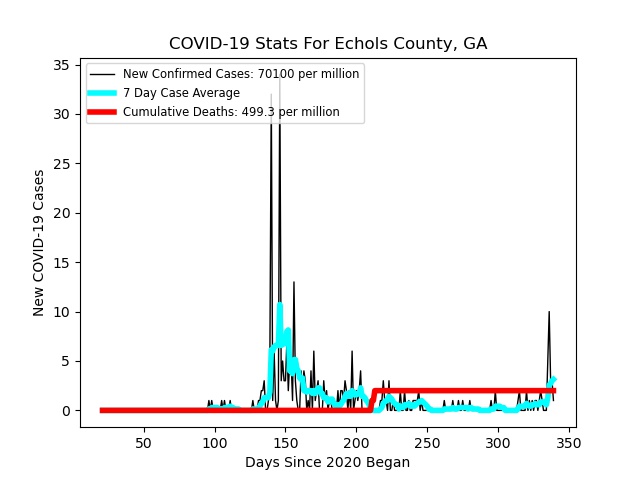 COVID-19 Stats For Echols County, GA
New Confirmed Cases: 70100 per million
7 Day Case Average
Cumulative Deaths: 499.3 per million
New COVID-19 Cases
35
30
25
20
15
10
5
0
50
100
150
200
250
300
350
Days Since 2020 Began